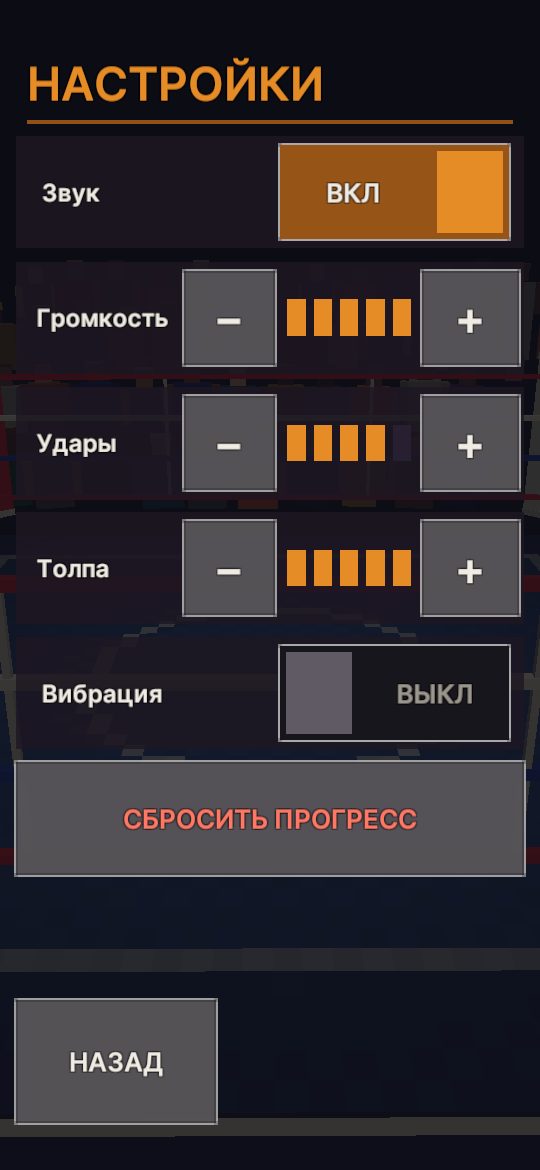 НАСТРОЙКИ
Звук ВКЛ
Громкость − +
Удары − +
Толпа − +
Вибрация ВЫКЛ
СБРОСИТЬ ПРОГРЕСС
НАЗАД